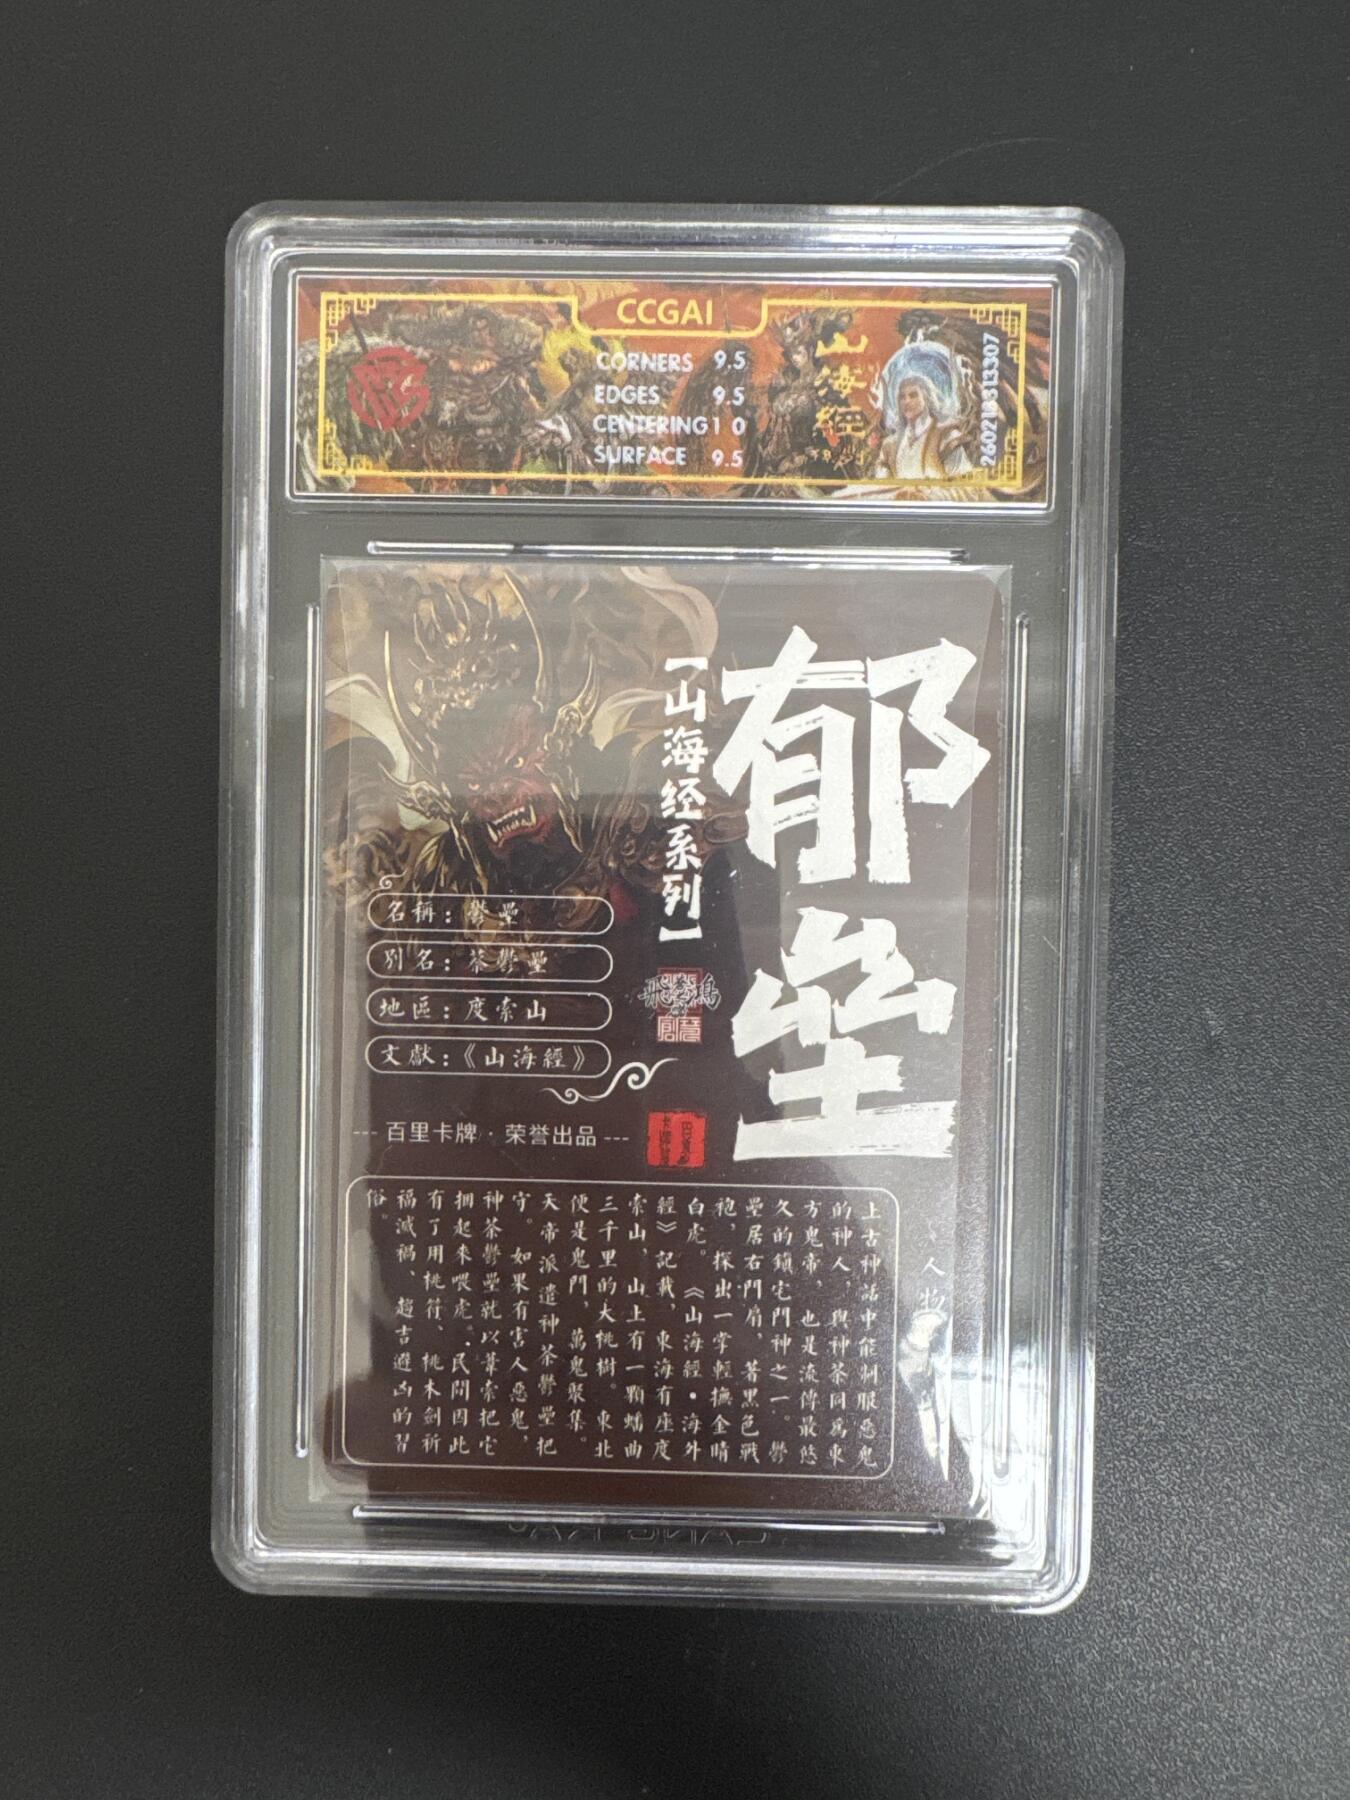 CCGAI
CORNERS 9.5
EDGES 9.5
CENTERING 10
SURFACE 9.5
山海經
郁垒
【山海经系列】
名稱：鬱壘
別名：荼鬱壘
地區：度索山
文獻：《山海經》
--- 百里卡牌 · 荣誉出品 ---
人物
上古神話中能制服惡鬼
的神人，與神荼同爲東
方鬼帝，也是流傳最悠
久的鎮宅門神之一。鬱
壘居右門扇，著黑色戰
袍，探出一掌輕撫金睛
白虎。《山海經·海外
經》記載，東海有座度
索山，山上有一顆蟠曲
三千里的大桃樹。東北
便是鬼門，萬鬼聚集。
天帝派遣神荼鬱壘把
守。如果有害人惡鬼，
神荼鬱壘就以葦索把它
捆起來喂虎。民間因此
有了用桃符、桃木劍祈
福滅禍、趨吉避凶的習
俗。